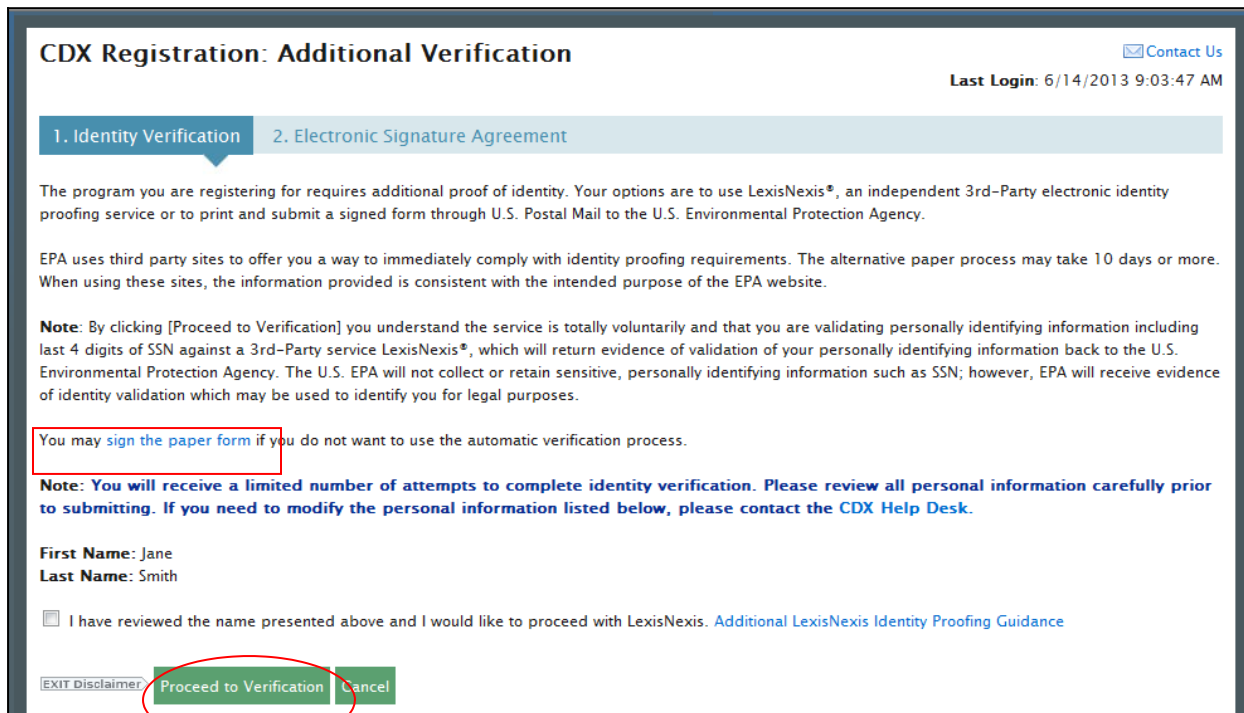 CDX Registration: Additional Verification
Contact Us
Last Login: 6/14/2013 9:03:47 AM
1. Identity Verification
2. Electronic Signature Agreement
The program you are registering for requires additional proof of identity. Your options are to use LexisNexis®, an independent 3rd-Party electronic identity
proofing service or to print and submit a signed form through U.S. Postal Mail to the U.S. Environmental Protection Agency.
EPA uses third party sites to offer you a way to immediately comply with identity proofing requirements. The alternative paper process may take 10 days or more.
When using these sites, the information provided is consistent with the intended purpose of the EPA website.
Note: By clicking [Proceed to Verification] you understand the service is totally voluntarily and that you are validating personally identifying information including
last 4 digits of SSN against a 3rd-Party service LexisNexis®, which will return evidence of validation of your personally identifying information back to the U.S.
Environmental Protection Agency. The U.S. EPA will not collect or retain sensitive, personally identifying information such as SSN; however, EPA will receive evidence
of identity validation which may be used to identify you for legal purposes.
You may sign the paper form if you do not want to use the automatic verification process.
Note: You will receive a limited number of attempts to complete identity verification. Please review all personal information carefully prior
to submitting. If you need to modify the personal information listed below, please contact the CDX Help Desk.
First Name: Jane
Last Name: Smith
I have reviewed the name presented above and I would like to proceed with LexisNexis. Additional LexisNexis Identity Proofing Guidance
EXIT Disclaimer
Proceed to Verification
Cancel